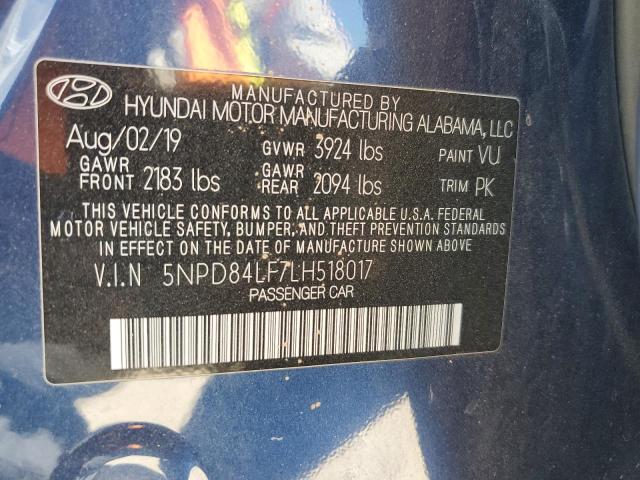 MANUFACTURED BY
HYUNDAI MOTOR MANUFACTURING ALABAMA, LLC
Aug/02/19 GVWR 3924 lbs PAINT VU
GAWR FRONT 2183 lbs GAWR REAR 2094 lbs TRIM PK
THIS VEHICLE CONFORMS TO ALL APPLICABLE U.S.A. FEDERAL
MOTOR VEHICLE SAFETY, BUMPER, AND THEFT PREVENTION STANDARDS
IN EFFECT ON THE DATE OF MANUFACTURE SHOWN ABOVE
V.I.N 5NPD84LF7LH518017
PASSENGER CAR